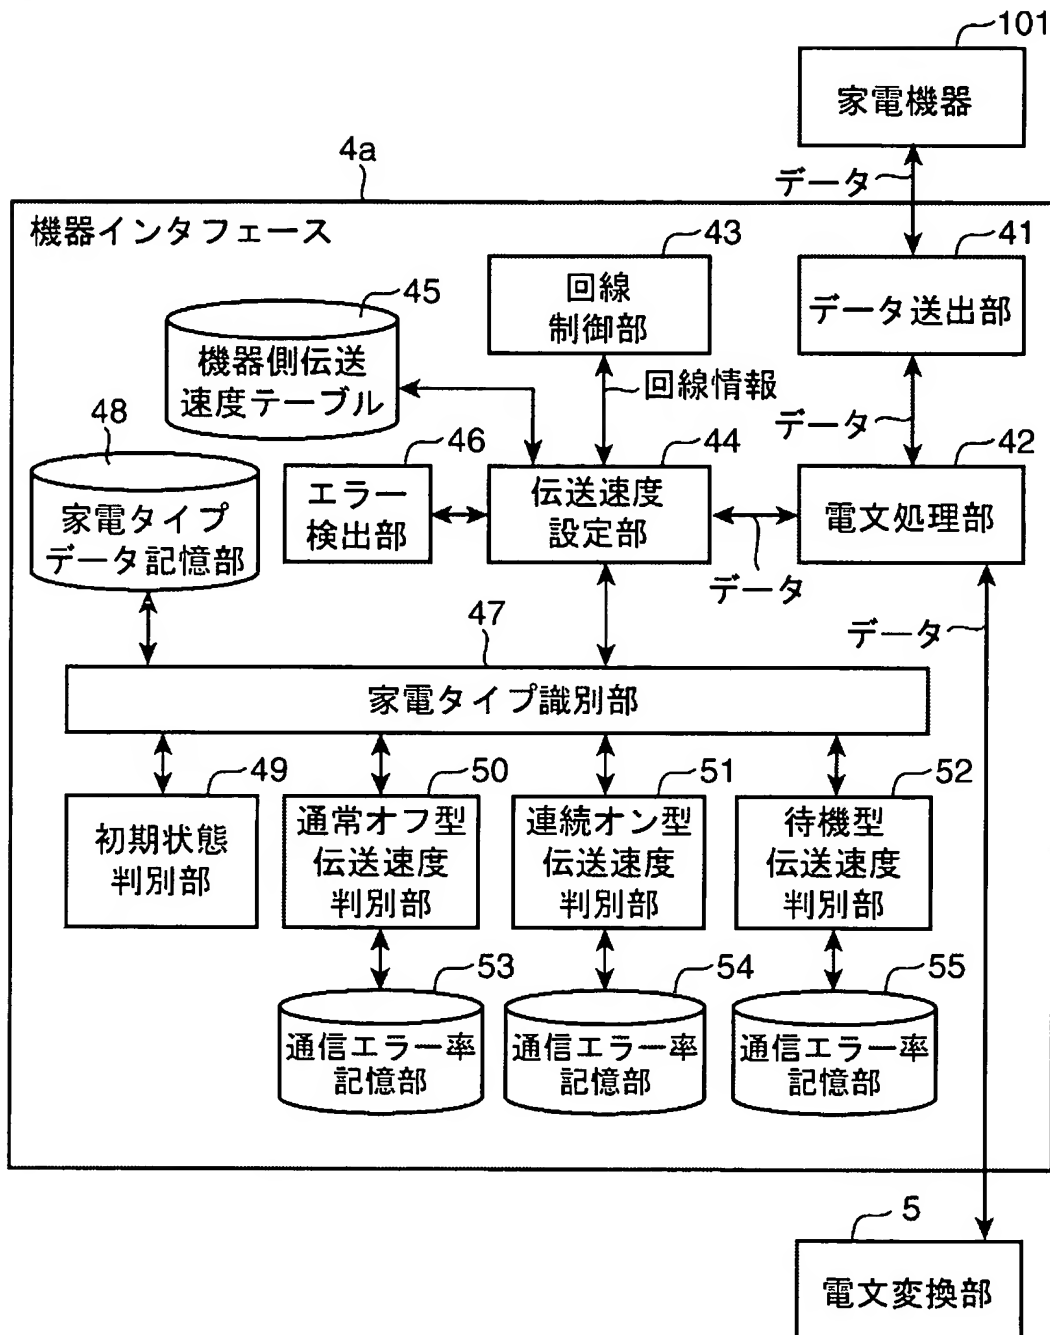 101
家電機器
4a
データ
機器インタフェース
43
41
45
回線
制御部
データ送出部
機器側伝送
速度テーブル
回線情報
データ
48
46
44
42
家電タイプ
データ記憶部
エラー
検出部
伝送速度
設定部
電文処理部
データ
47
データ
家電タイプ識別部
49
50
51
52
初期状態
判別部
通常オフ型
伝送速度
判別部
連続オン型
伝送速度
判別部
待機型
伝送速度
判別部
53
54
55
通信エラー率
記憶部
通信エラー率
記憶部
通信エラー率
記憶部
5
電文変換部